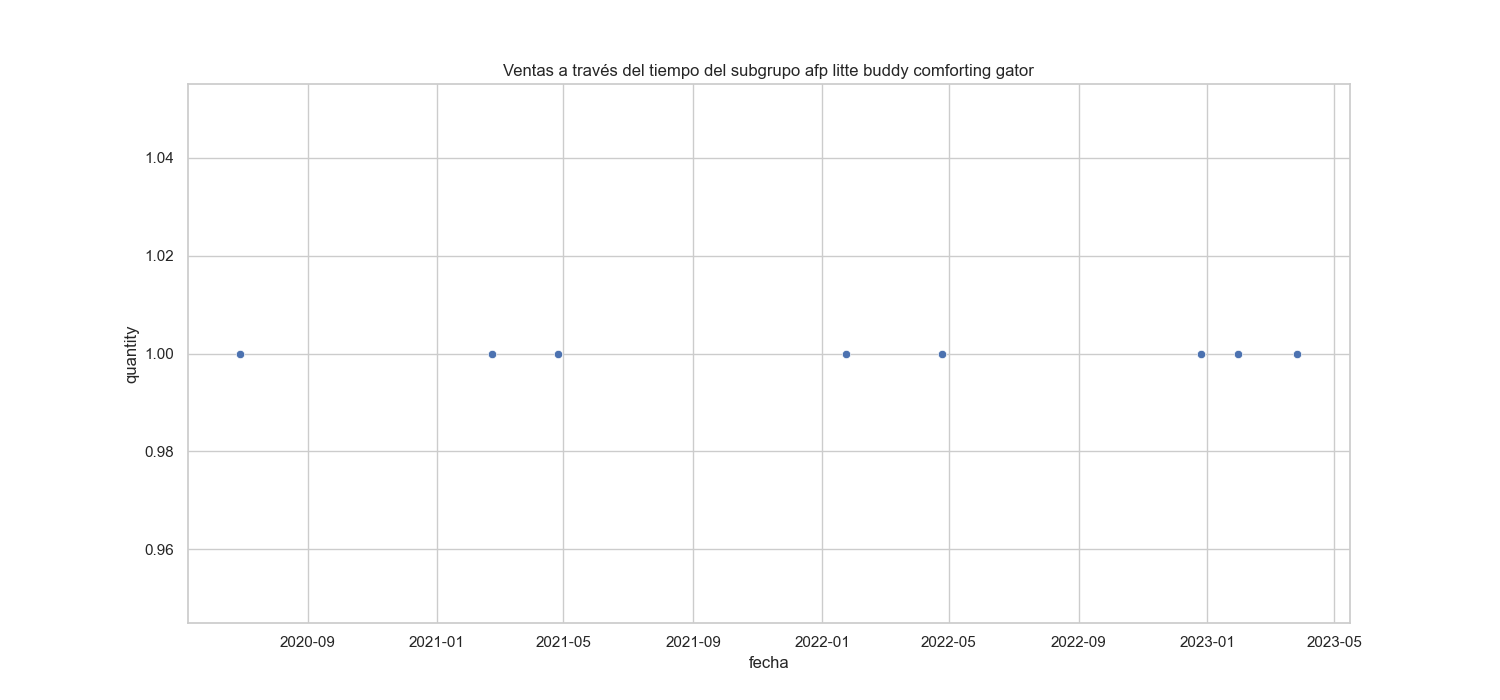 Ventas a través del tiempo del subgrupo afp litte buddy comforting gator
1.04
1.02
1.00
0.98
0.96
quantity
2020-09 2021-01 2021-05 2021-09 2022-01 2022-05 2022-09 2023-01 2023-05
fecha